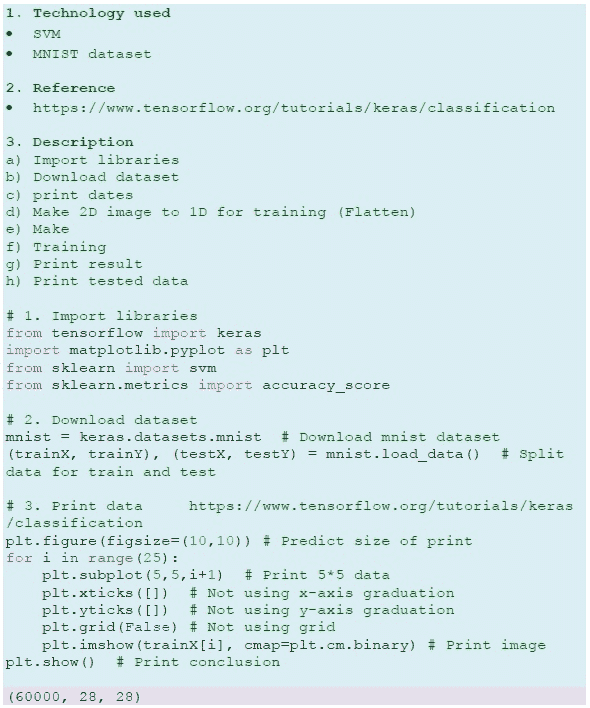 1. Technology used
• SVM
• MNIST dataset
2. Reference
• https://www.tensorflow.org/tutorials/keras/classification
3. Description
a) Import libraries
b) Download dataset
c) print dates
d) Make 2D image to 1D for training (Flatten)
e) Make
f) Training
g) Print result
h) Print tested data
# 1. Import libraries
from tensorflow import keras
import matplotlib.pyplot as plt
from sklearn import svm
from sklearn.metrics import accuracy_score
# 2. Download dataset
mnist = keras.datasets.mnist  # Download mnist dataset
(trainX, trainY), (testX, testY) = mnist.load_data()  # Split
data for train and test
# 3. Print data     https://www.tensorflow.org/tutorials/keras
/classification
plt.figure(figsize=(10,10)) # Predict size of print
for i in range(25):
    plt.subplot(5,5,i+1)  # Print 5*5 data
    plt.xticks([])  # Not using x-axis graduation
    plt.yticks([])  # Not using y-axis graduation
    plt.grid(False) # Not using grid
    plt.imshow(trainX[i], cmap=plt.cm.binary) # Print image
plt.show()  # Print conclusion
(60000, 28, 28)